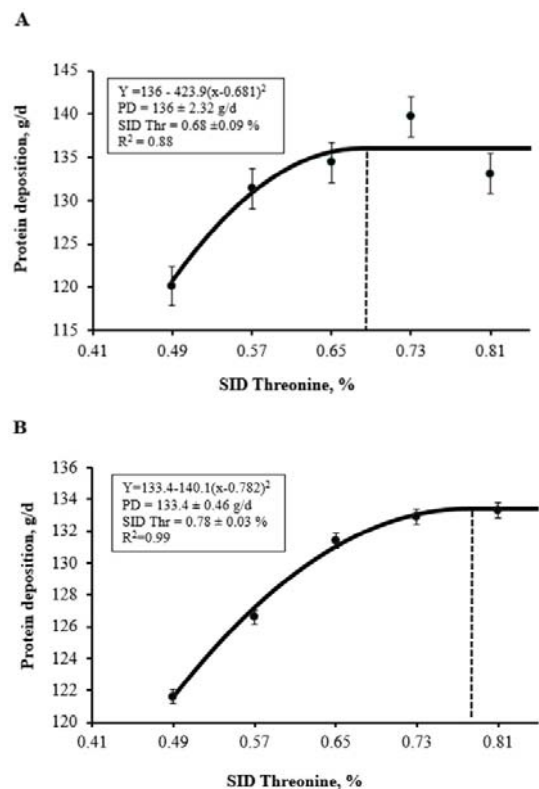 A
Y =136 - 423.9(x-0.681)²
PD = 136 ± 2.32 g/d
SID Thr = 0.68 ±0.09 %
R² = 0.88
Protein deposition, g/d
145
140
135
130
125
120
115
0.41 0.49 0.57 0.65 0.73 0.81
SID Threonine, %
B
Y=133.4-140.1(x-0.782)²
PD = 133.4 ± 0.46 g/d
SID Thr = 0.78 ± 0.03 %
R²=0.99
Protein deposition, g/d
136
134
132
130
128
126
124
122
120
0.41 0.49 0.57 0.65 0.73 0.81
SID Threonine, %